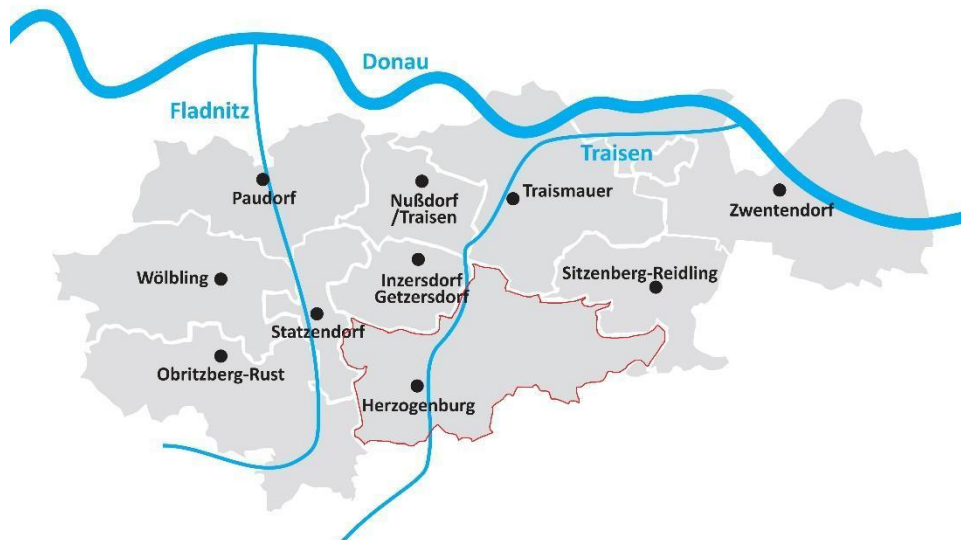 Donau
Fladnitz
Traisen
Paudorf
Nußdorf
/Traisen
Traismauer
Zwentendorf
Wölbling
Inzersdorf
Getzersdorf
Sitzenberg-Reidling
Statzendorf
Obritzberg-Rust
Herzogenburg